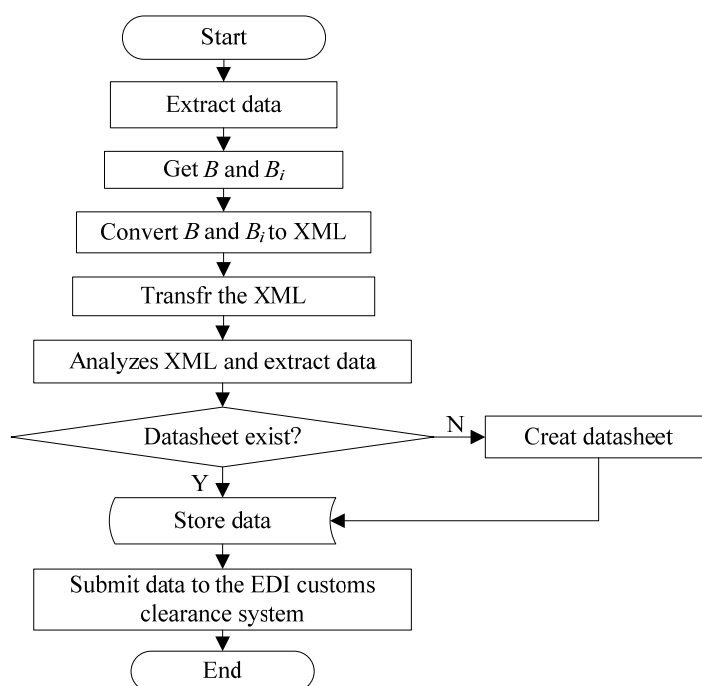 Start
Extract data
Get B and Bi
Convert B and Bi to XML
Transfr the XML
Analyzes XML and extract data
Datasheet exist?
N
Creat datasheet
Y
Store data
Submit data to the EDI customs
clearance system
End